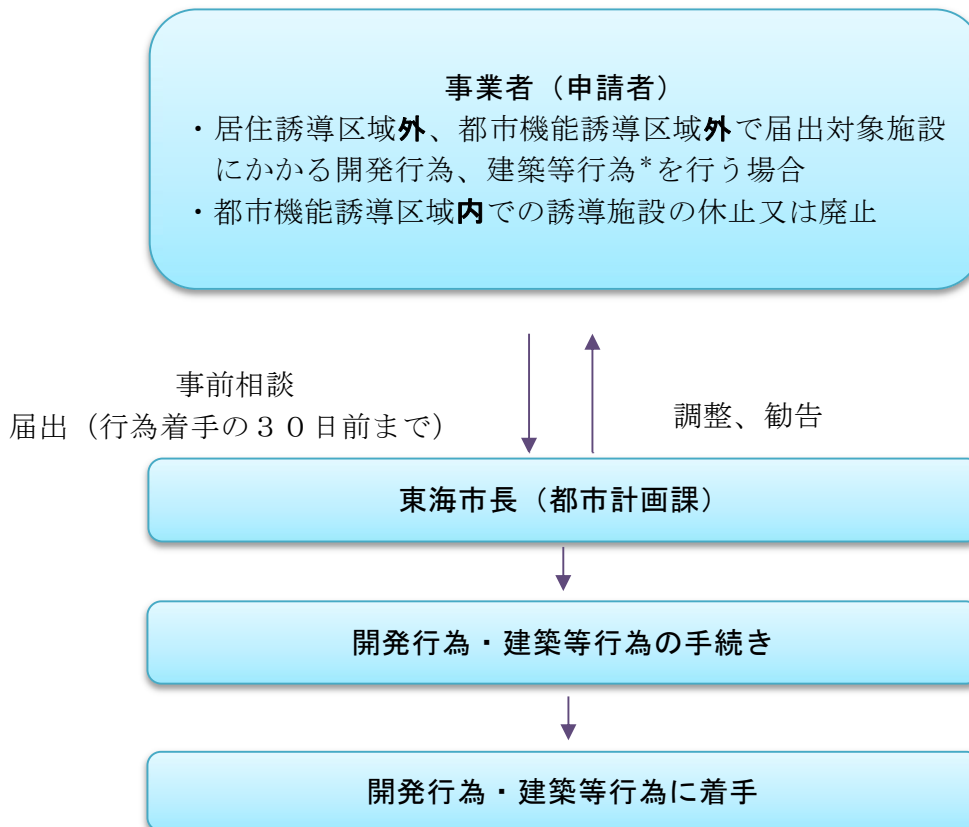 事業者（申請者）
・居住誘導区域外、都市機能誘導区域外で届出対象施設
にかかる開発行為、建築等行為*を行う場合
・都市機能誘導区域内での誘導施設の休止又は廃止
事前相談
届出（行為着手の３０日前まで）
調整、勧告
東海市長（都市計画課）
開発行為・建築等行為の手続き
開発行為・建築等行為に着手